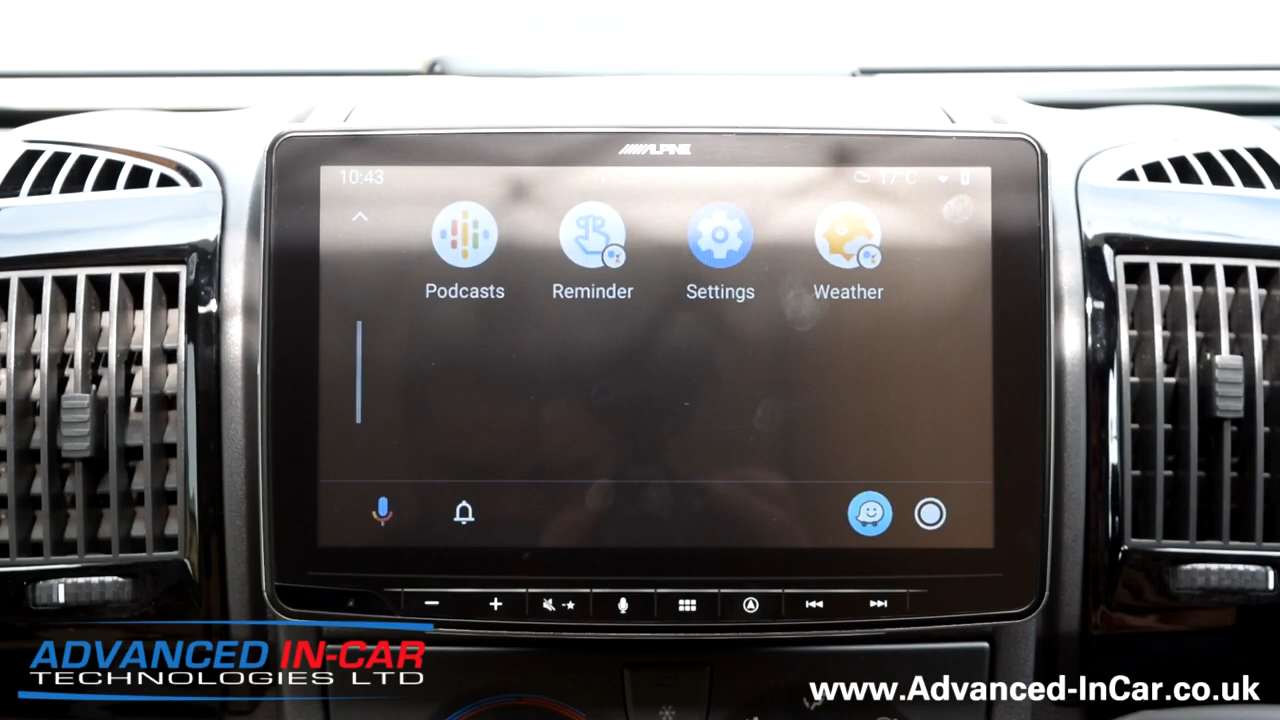 ALPINE
10:43 17°C
Podcasts Reminder Settings Weather
ADVANCED IN-CAR
TECHNOLOGIES LTD
www.Advanced-InCar.co.uk